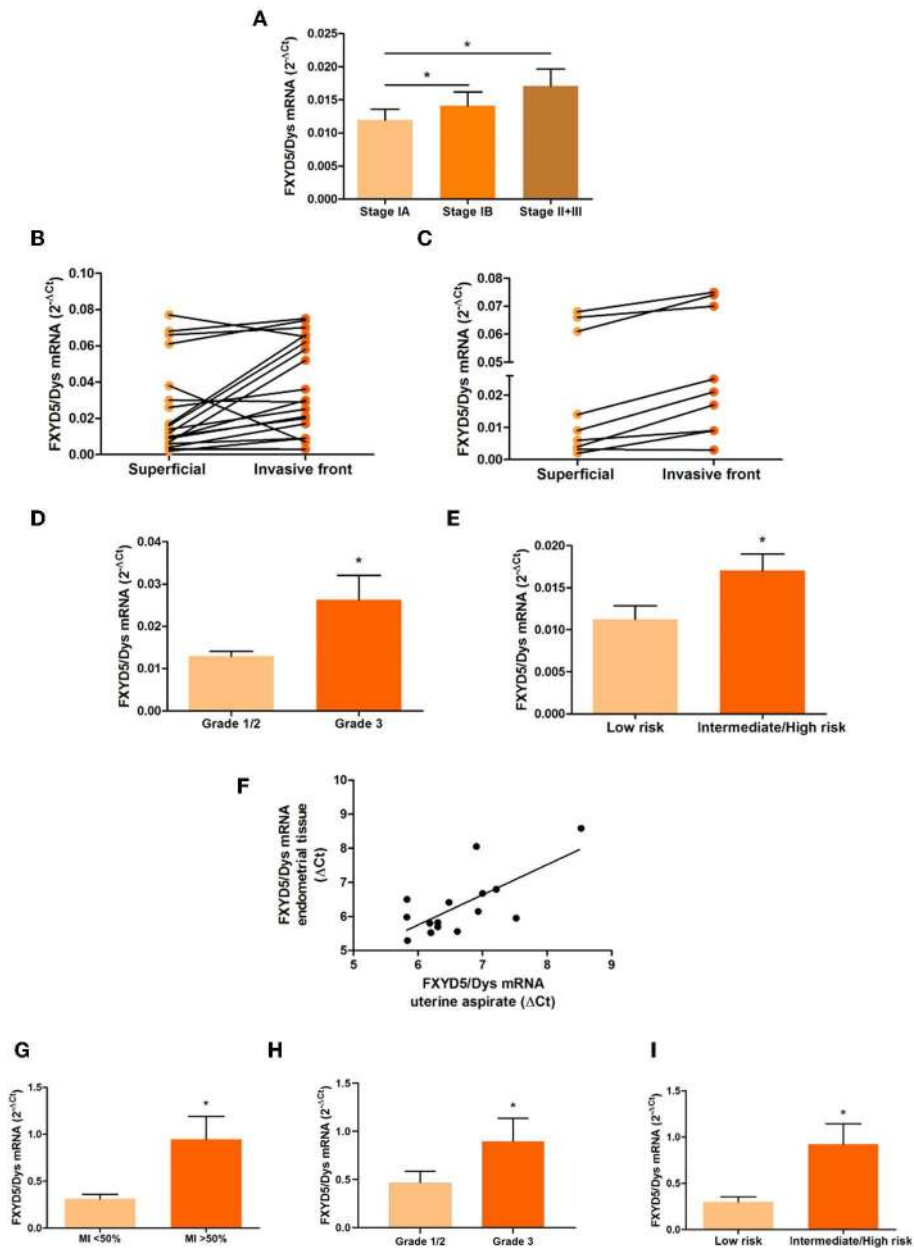 A
FXYD5/Dys mRNA (2^-ΔCt)
0.025
0.020
0.015
0.010
0.005
0.000
*
*
Stage IA Stage IB Stage II+III
B
FXYD5/Dys mRNA (2^-ΔCt)
0.10
0.08
0.06
0.04
0.02
0.00
Superficial Invasive front
C
FXYD5/Dys mRNA (2^-ΔCt)
0.08
0.07
0.06
0.05
0.02
0.01
0.00
Superficial Invasive front
D
FXYD5/Dys mRNA (2^-ΔCt)
0.04
0.03
0.02
0.01
0.00
*
Grade 1/2 Grade 3
E
FXYD5/Dys mRNA (2^-ΔCt)
0.020
0.015
0.010
0.005
0.000
*
Low risk Intermediate/High risk
F
FXYD5/Dys mRNA
endometrial tissue
(ΔCt)
10
9
8
7
6
5
5 6 7 8 9
FXYD5/Dys mRNA
uterine aspirate (ΔCt)
G
FXYD5/Dys mRNA (2^-ΔCt)
1.5
1.0
0.5
0.0
*
MI <50% MI >50%
H
FXYD5/Dys mRNA (2^-ΔCt)
1.5
1.0
0.5
0.0
*
Grade 1/2 Grade 3
I
FXYD5/Dys mRNA (2^-ΔCt)
1.5
1.0
0.5
0.0
*
Low risk Intermediate/High risk